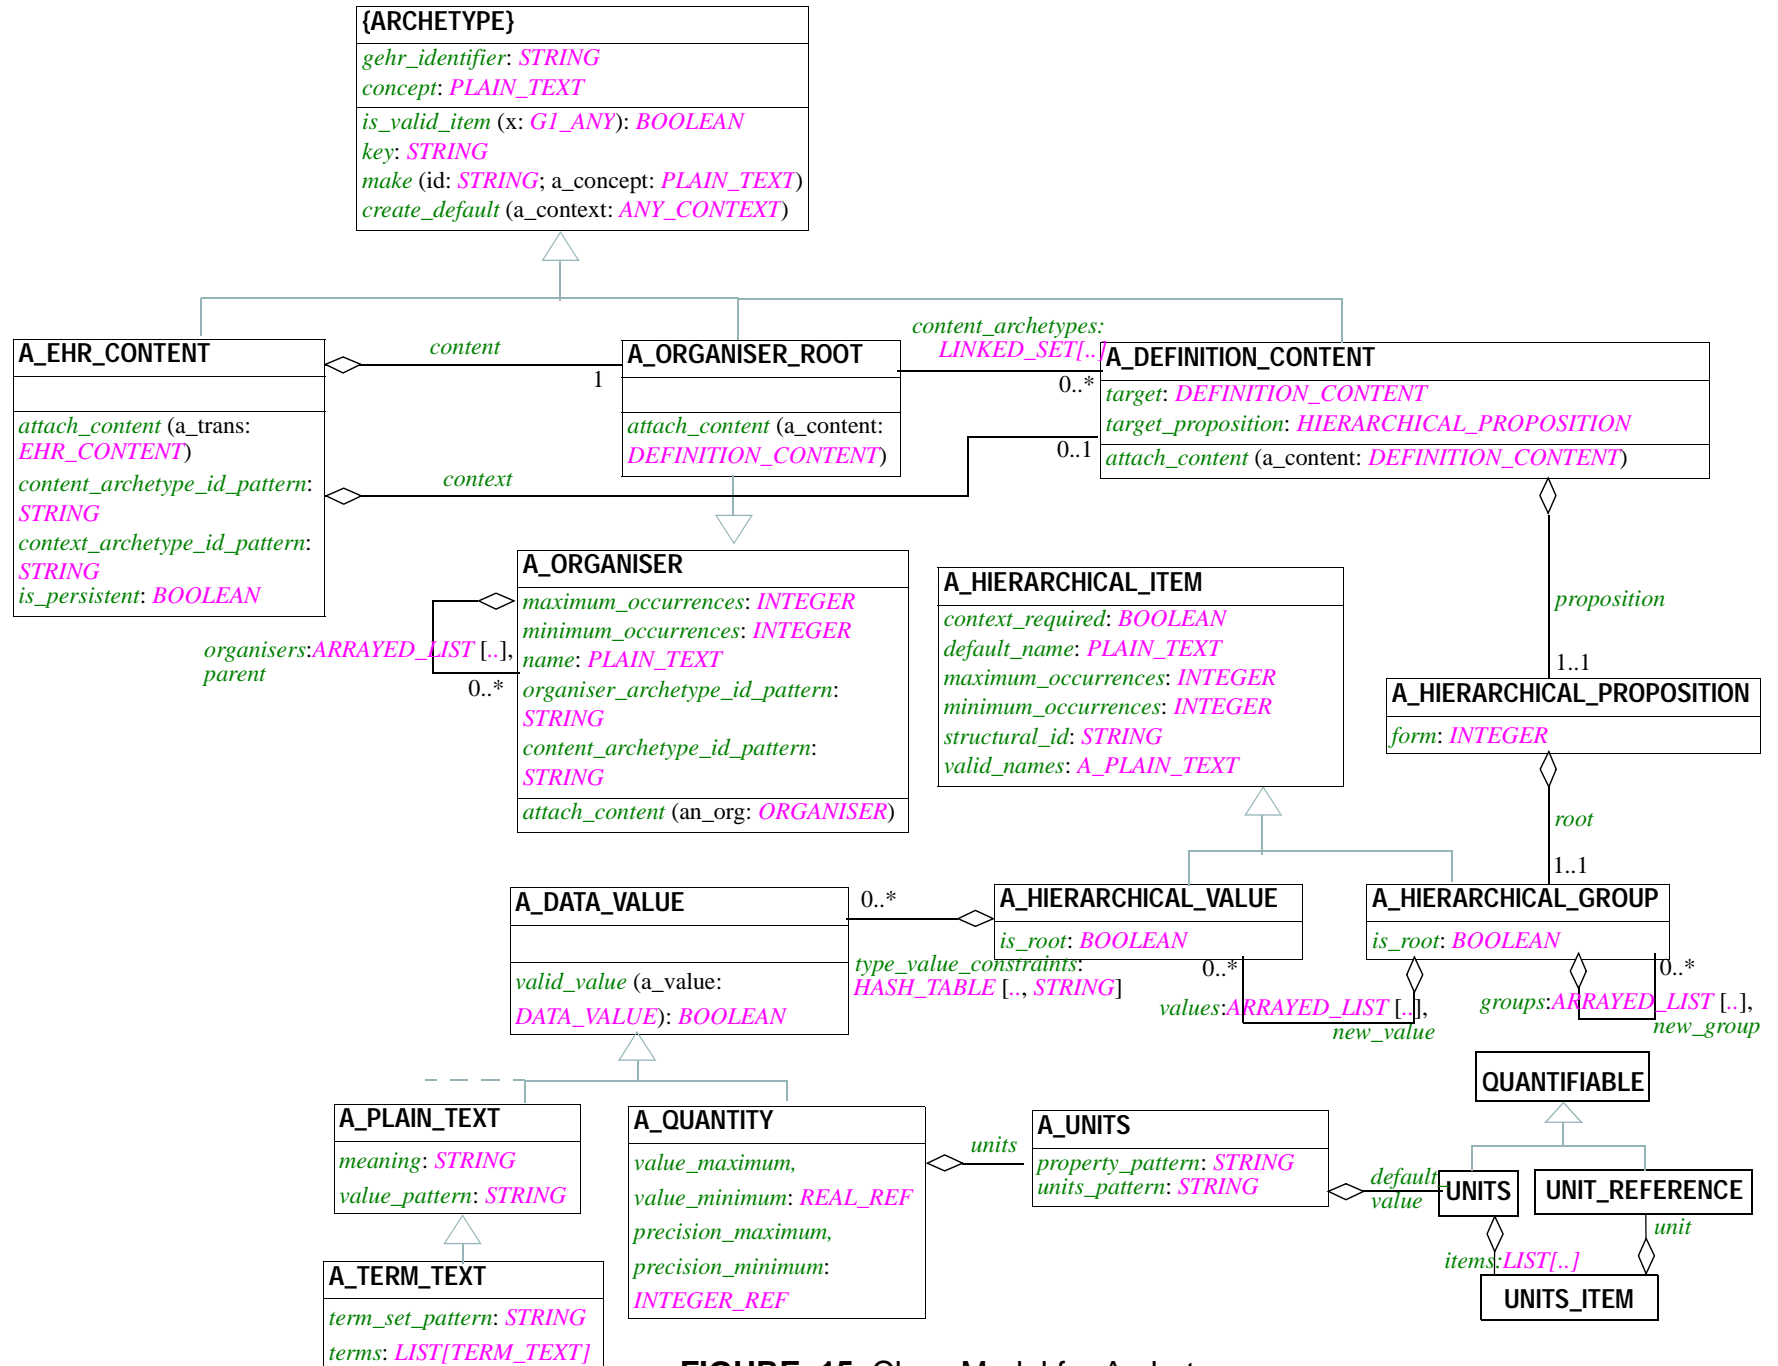 {ARCHETYPE}
gehr_identifier: STRING
concept: PLAIN_TEXT
is_valid_item (x: G1_ANY): BOOLEAN
key: STRING
make (id: STRING; a_concept: PLAIN_TEXT)
create_default (a_context: ANY_CONTEXT)
A_EHR_CONTENT
attach_content (a_trans:
EHR_CONTENT)
content_archetype_id_pattern:
STRING
context_archetype_id_pattern:
STRING
is_persistent: BOOLEAN
content
1
context
A_ORGANISER_ROOT
attach_content (a_content:
DEFINITION_CONTENT)
content_archetypes:
LINKED_SET[..]
0..*
0..1
A_DEFINITION_CONTENT
target: DEFINITION_CONTENT
target_proposition: HIERARCHICAL_PROPOSITION
attach_content (a_content: DEFINITION_CONTENT)
A_ORGANISER
maximum_occurrences: INTEGER
minimum_occurrences: INTEGER
name: PLAIN_TEXT
organiser_archetype_id_pattern:
STRING
content_archetype_id_pattern:
STRING
attach_content (an_org: ORGANISER)
organisers:ARRAYED_LIST [..],
parent
0..*
A_HIERARCHICAL_ITEM
context_required: BOOLEAN
default_name: PLAIN_TEXT
maximum_occurrences: INTEGER
minimum_occurrences: INTEGER
structural_id: STRING
valid_names: A_PLAIN_TEXT
proposition
1..1
A_HIERARCHICAL_PROPOSITION
form: INTEGER
root
1..1
A_DATA_VALUE
valid_value (a_value:
DATA_VALUE): BOOLEAN
0..*
type_value_constraints:
HASH_TABLE [.., STRING]
A_HIERARCHICAL_VALUE
is_root: BOOLEAN
0..*
values:ARRAYED_LIST [..],
new_value
A_HIERARCHICAL_GROUP
is_root: BOOLEAN
0..*
groups:ARRAYED_LIST [..],
new_group
A_PLAIN_TEXT
meaning: STRING
value_pattern: STRING
A_TERM_TEXT
term_set_pattern: STRING
terms: LIST[TERM_TEXT]
A_QUANTITY
value_maximum,
value_minimum: REAL_REF
precision_maximum,
precision_minimum:
INTEGER_REF
units
A_UNITS
property_pattern: STRING
units_pattern: STRING
default_
value
QUANTIFIABLE
UNITS
UNIT_REFERENCE
items:LIST[..]
unit
UNITS_ITEM